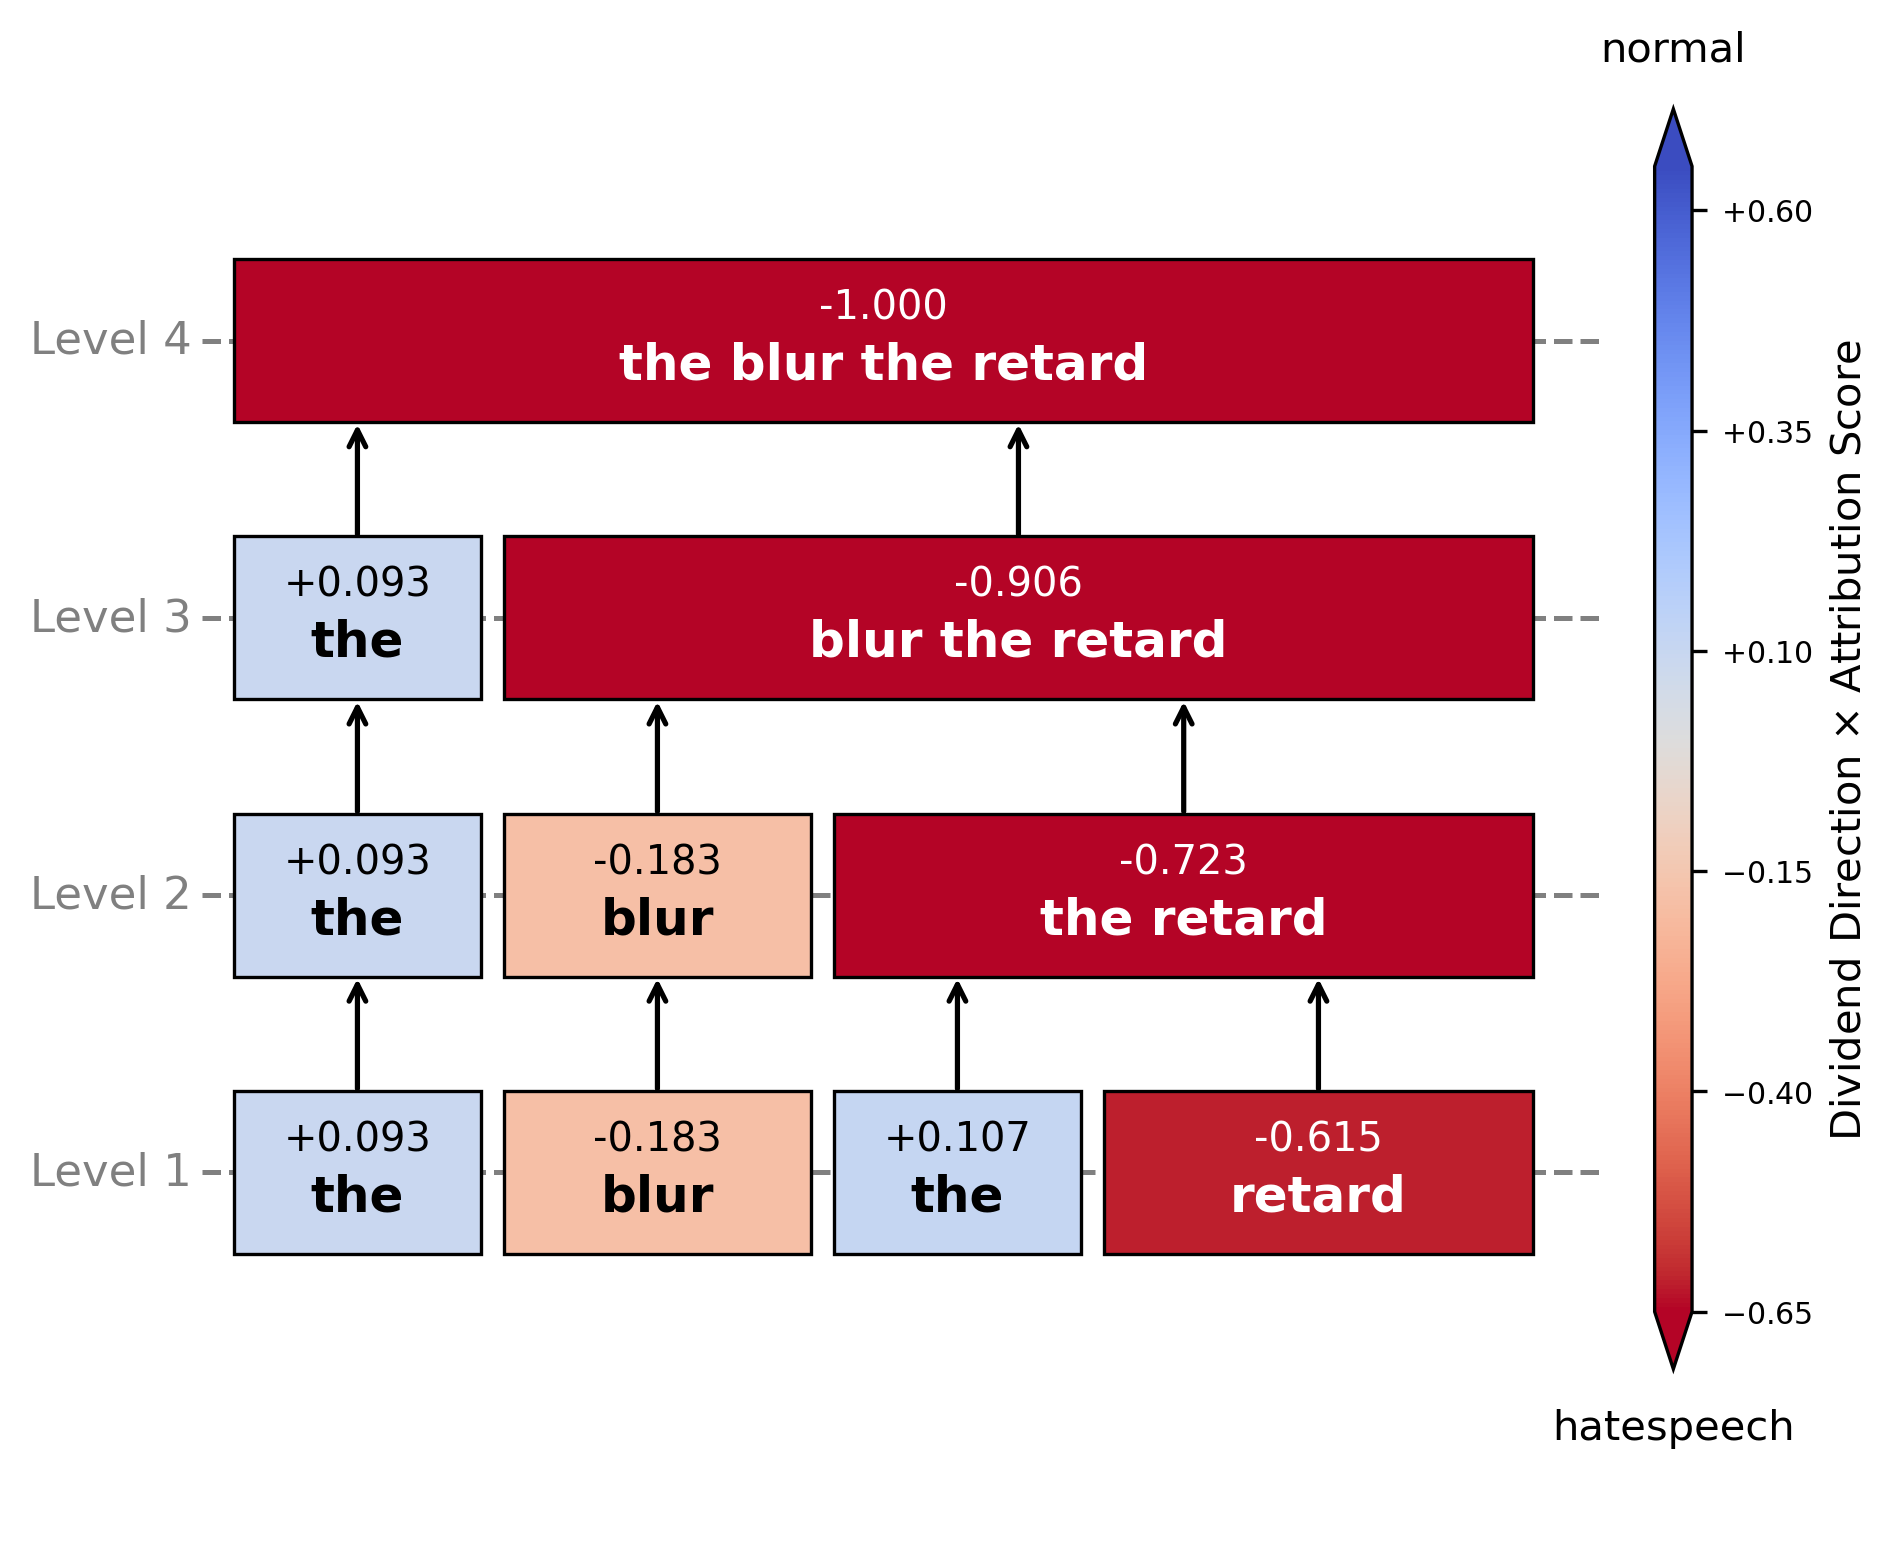 normal
+0.60
+0.35
+0.10
−0.15
−0.40
−0.65
hatespeech
Dividend Direction × Attribution Score
Level 4
-1.000
the blur the retard
Level 3
+0.093
the
-0.906
blur the retard
Level 2
+0.093
the
-0.183
blur
-0.723
the retard
Level 1
+0.093
the
-0.183
blur
+0.107
the
-0.615
retard